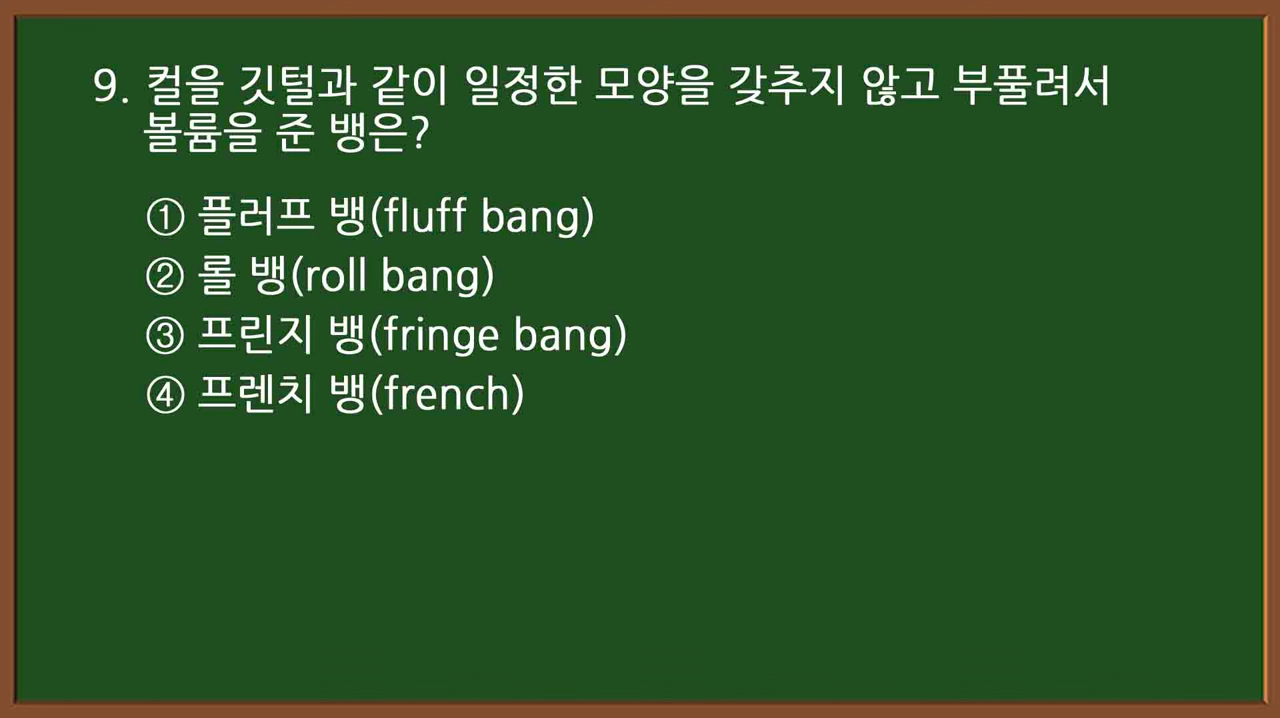 9. 컬을 깃털과 같이 일정한 모양을 갖추지 않고 부풀려서
볼륨을 준 뱅은?
① 플러프 뱅(fluff bang)
② 롤 뱅(roll bang)
③ 프린지 뱅(fringe bang)
④ 프렌치 뱅(french)